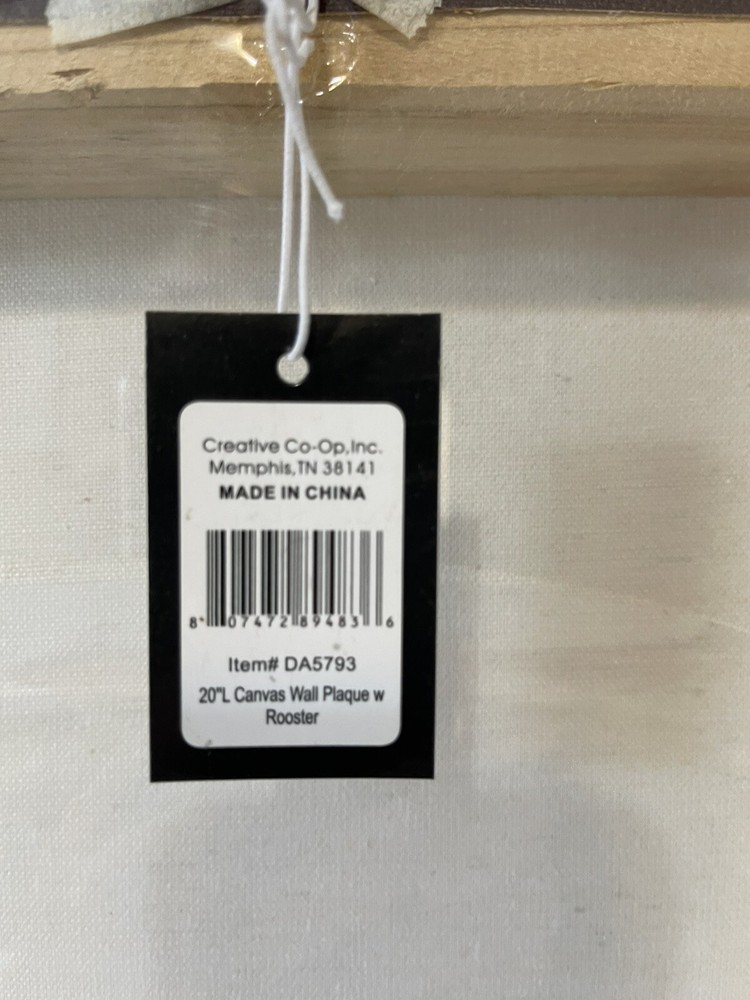 Creative Co-Op,Inc.
Memphis,TN 38141
MADE IN CHINA
8 07472 89483 6
Item# DA5793
20"L Canvas Wall Plaque w
Rooster